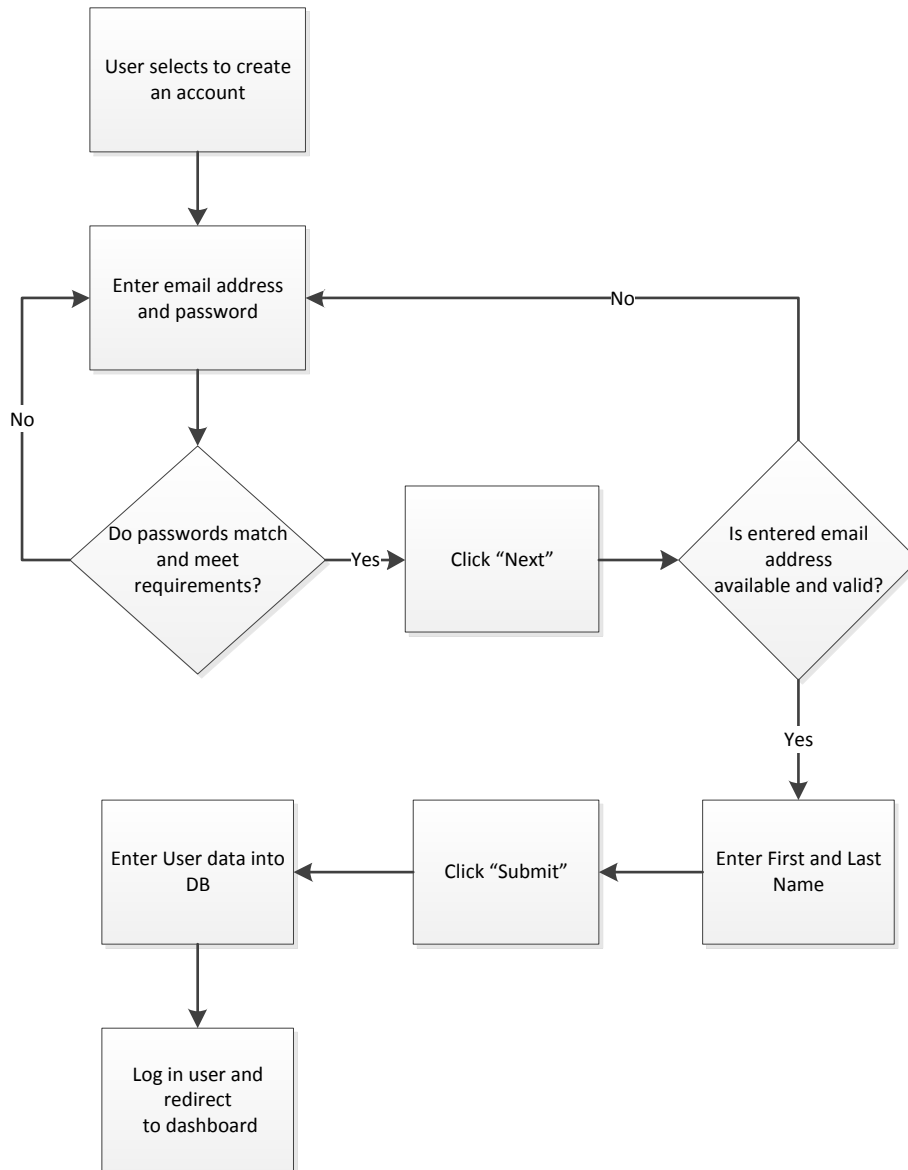 User selects to create
an account
Enter email address
and password
No
No
Do passwords match
and meet
requirements?
Yes
Click “Next”
Is entered email
address
available and valid?
Yes
Enter First and Last
Name
Click “Submit”
Enter User data into
DB
Log in user and
redirect
to dashboard